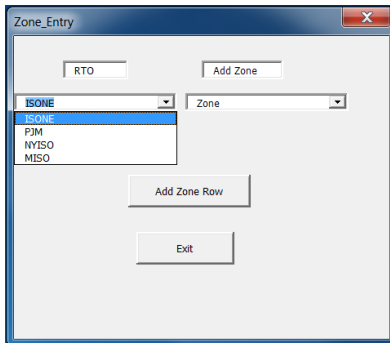 Zone_Entry
RTO
Add Zone
ISONE
Zone
ISONE
PJM
NYISO
MISO
Add Zone Row
Exit